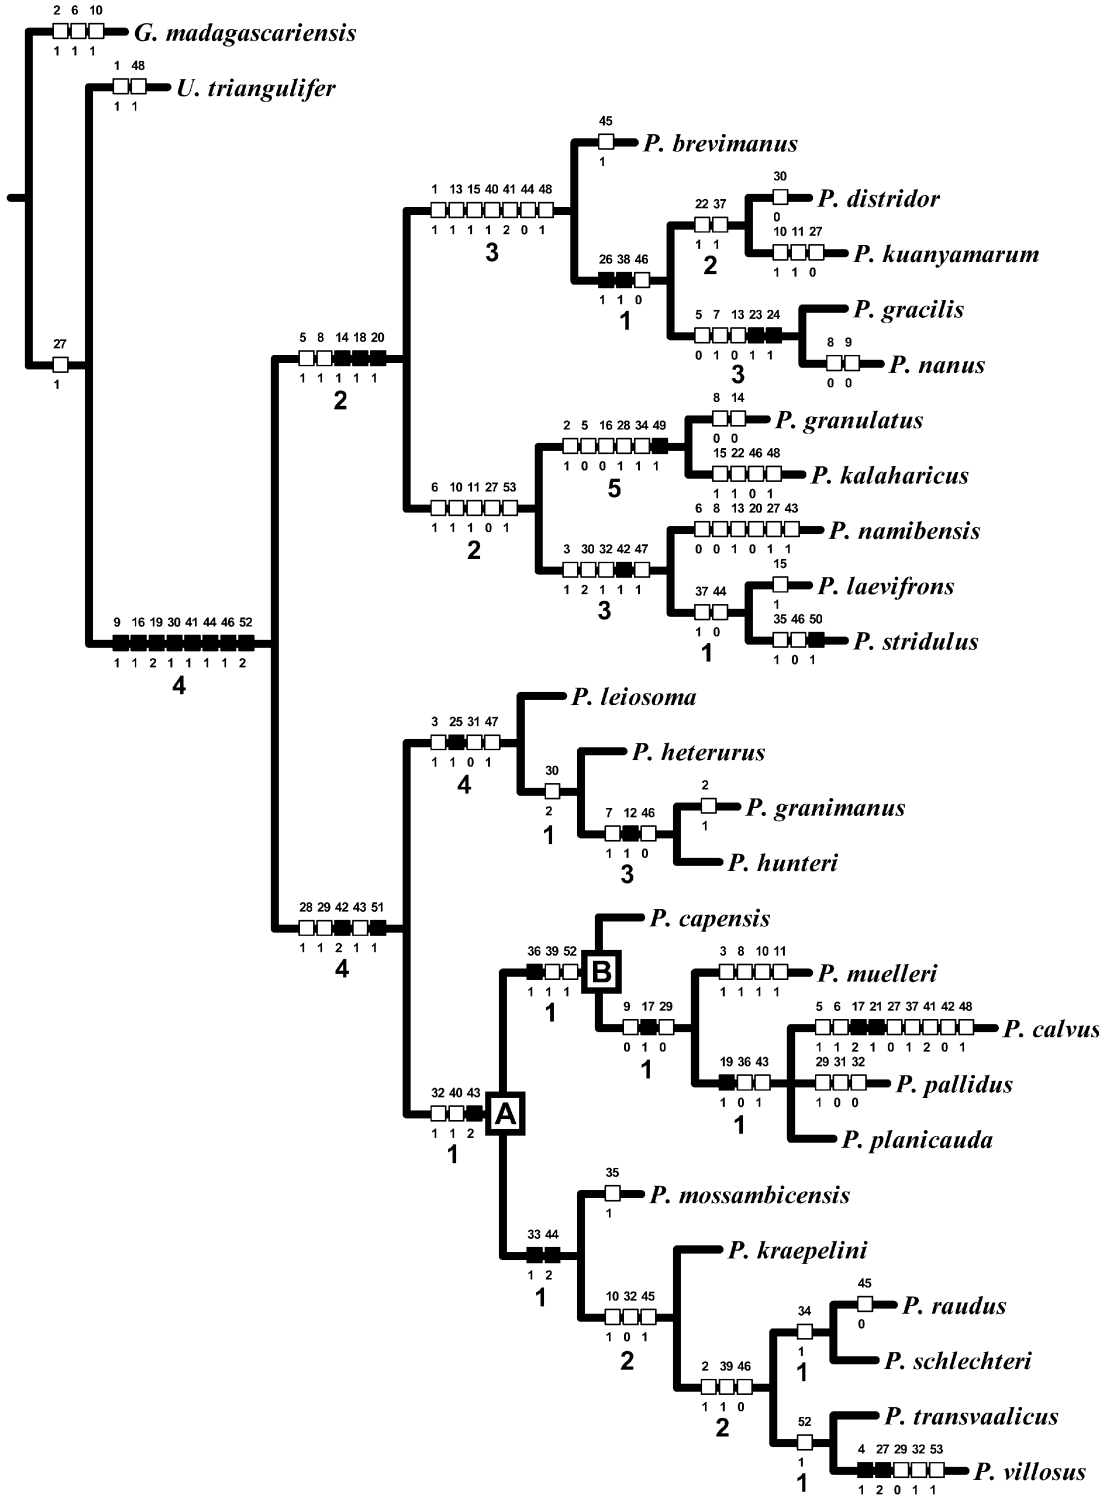 2 6 10
G. madagascariensis
1 1 1
1 48
U. triangulifer
1 1
45
P. brevimanus
1
30
P. distridor
0
1 13 15 40 41 44 48
1 1 1 1 2 0 1
3
22 37
1 1
2
10 11 27
P. kuanyamarum
1 1 0
26 38 46
1 1 0
1
P. gracilis
5 7 13 23 24
0 1 0 1 1
3
8 9
P. nanus
0 0
27
1
5 8 14 18 20
1 1 1 1 1
2
8 14
P. granulatus
0 0
2 5 16 28 34 49
1 0 0 1 1 1
5
15 22 46 48
P. kalaharicus
1 1 0 1
6 10 11 27 53
1 1 1 0 1
2
6 8 13 20 27 43
P. namibensis
0 0 1 0 1 1
3 30 32 42 47
1 2 1 1 1
3
15
P. laevifrons
1
37 44
1 0
1
35 46 50
P. stridulus
1 0 1
9 16 19 30 41 44 46 52
1 1 2 1 1 1 1 2
4
P. leiosoma
3 25 31 47
1 1 0 1
4
P. heterurus
30
2
1
2
P. granimanus
1
7 12 46
1 1 0
3
P. hunteri
28 29 42 43 51
1 1 2 1 1
4
P. capensis
36 39 52
B
1 1 1
1
3 8 10 11
P. muelleri
1 1 1 1
9 17 29
0 1 0
1
5 6 17 21 27 37 41 42 48
P. calvus
1 1 2 1 0 1 2 0 1
19 36 43
1 0 1
1
29 31 32
P. pallidus
1 0 0
32 40 43
A
1 1 2
1
P. planicauda
35
P. mossambicensis
1
33 44
1 2
1
P. kraepelini
10 32 45
1 0 1
2
45
P. raudus
0
34
1
1
P. schlechteri
2 39 46
1 1 0
2
P. transvaalicus
52
1
1
4 27 29 32 53
P. villosus
1 2 0 1 1